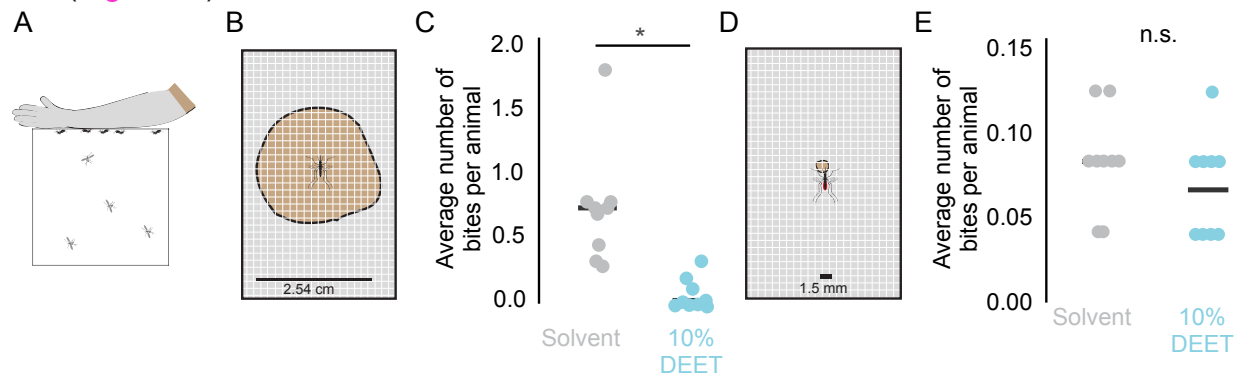 A
B
2.54 cm
C
Average number of
bites per animal
2.0
1.5
1.0
0.5
0.0
*
Solvent
10%
DEET
D
1.5 mm
E
Average number of
bites per animal
0.15
0.10
0.05
0.00
n.s.
Solvent
10%
DEET